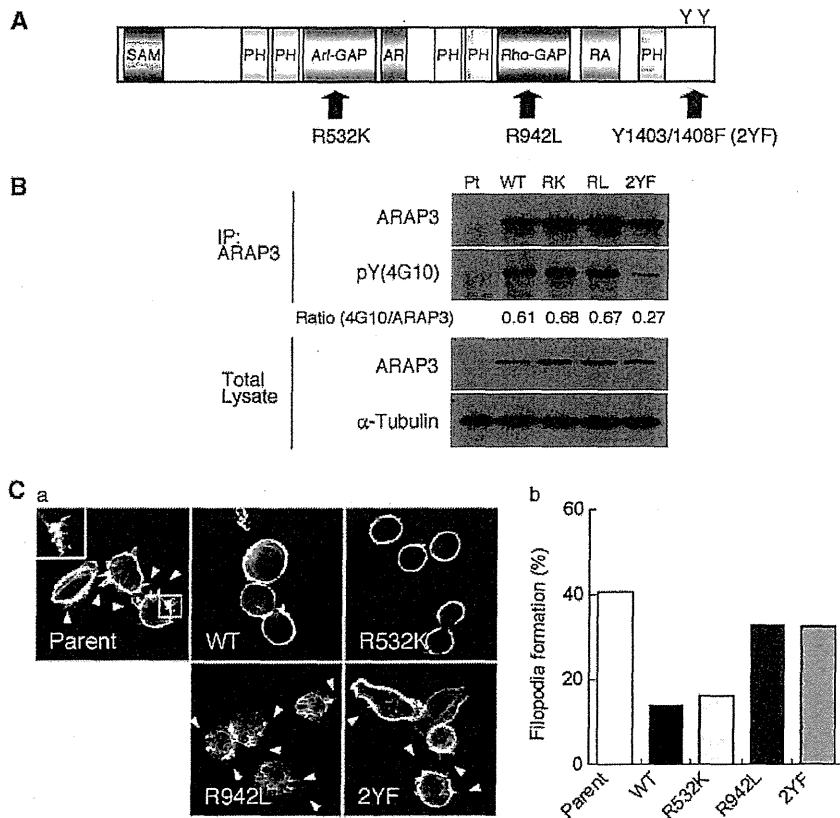 A
Y Y
SAM PH PH Arf-GAP AR PH PH Rho-GAP RA PH
R532K R942L Y1403/1408F (2YF)
B
Pt WT RK RL 2YF
IP: ARAP3
ARAP3
pY(4G10)
Ratio (4G10/ARAP3) 0.61 0.68 0.67 0.27
Total Lysate
ARAP3
α-Tubulin
C
a
Parent
WT
R532K
R942L
2YF
b
Filopodia formation (%)
60
40
20
0
Parent
WT
R532K
R942L
2YF